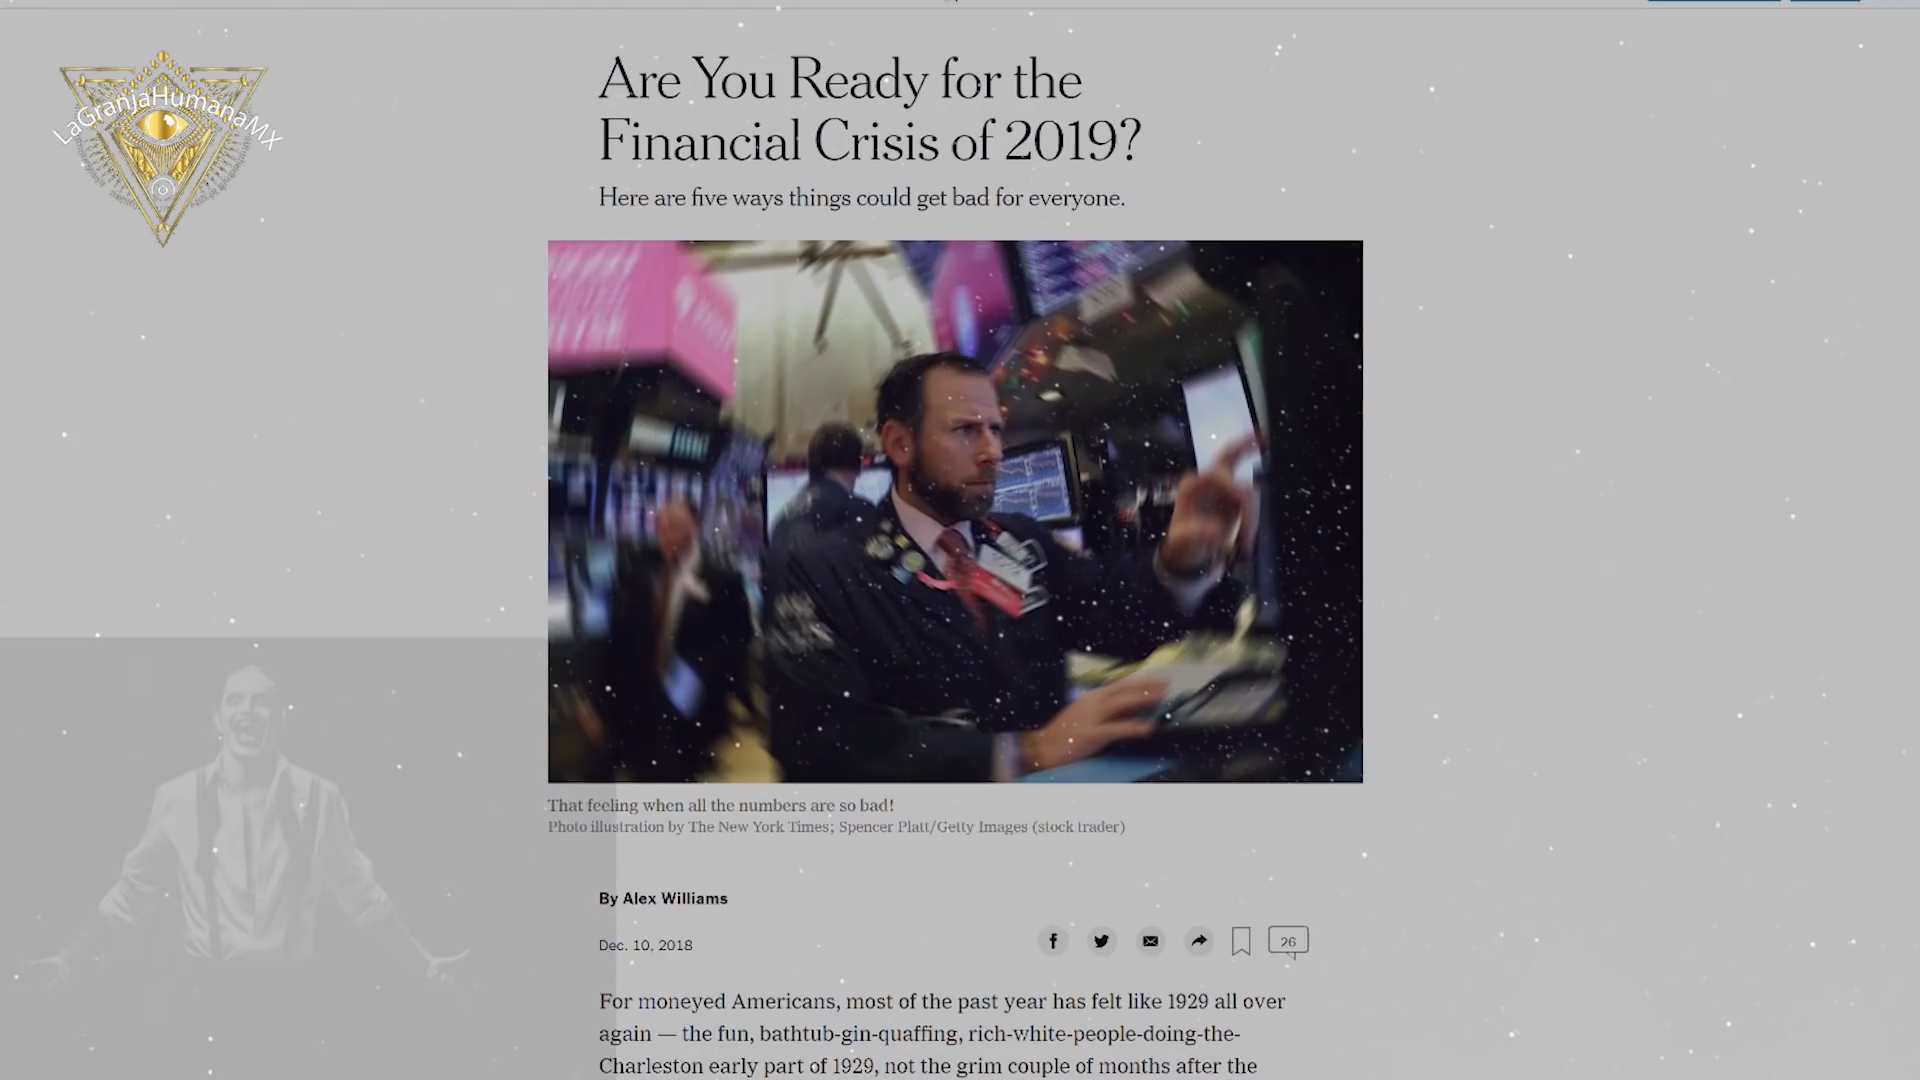 LaGranjaHumanaMX
Are You Ready for the
Financial Crisis of 2019?
Here are five ways things could get bad for everyone.
That feeling when all the numbers are so bad!
Photo illustration by The New York Times; Spencer Platt/Getty Images (stock trader)
By Alex Williams
Dec. 10, 2018
26
For moneyed Americans, most of the past year has felt like 1929 all over
again — the fun, bathtub-gin-quaffing, rich-white-people-doing-the-
Charleston early part of 1929, not the grim couple of months after the